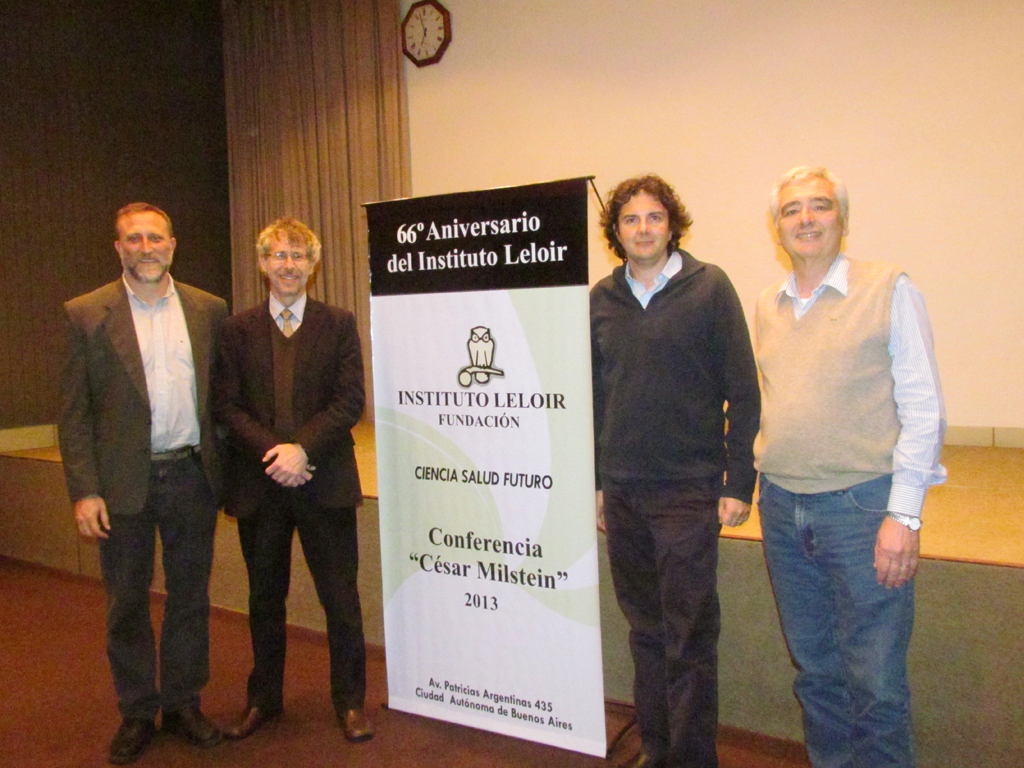 66º Aniversario
del Instituto Leloir
INSTITUTO LELOIR
FUNDACIÓN
CIENCIA SALUD FUTURO
Conferencia
“César Milstein”
2013
Av. Patricias Argentinas 435
Ciudad Autónoma de Buenos Aires